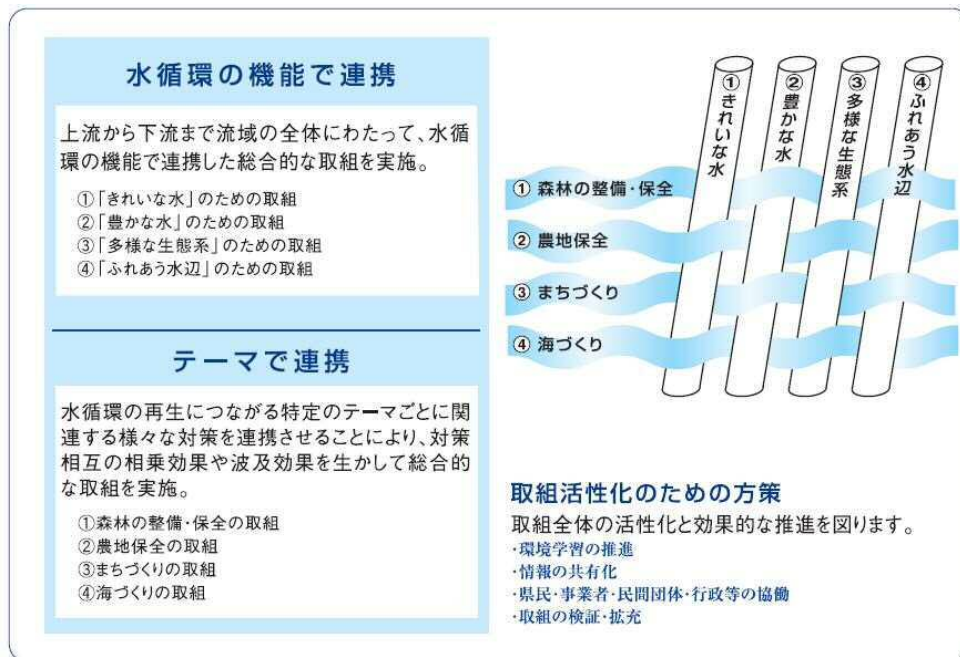 水循環の機能で連携
上流から下流まで流域の全体にわたって、水循
環の機能で連携した総合的な取組を実施。
①「きれいな水」のための取組
②「豊かな水」のための取組
③「多様な生態系」のための取組
④「ふれあう水辺」のための取組
テーマで連携
水循環の再生につながる特定のテーマごとに関
連する様々な対策を連携させることにより、対策
相互の相乗効果や波及効果を生かして総合的
な取組を実施。
①森林の整備・保全の取組
②農地保全の取組
③まちづくりの取組
④海づくりの取組
①きれいな水
②豊かな水
③多様な生態系
④ふれあう水辺
① 森林の整備・保全
② 農地保全
③ まちづくり
④ 海づくり
取組活性化のための方策
取組全体の活性化と効果的な推進を図ります。
・環境学習の推進
・情報の共有化
・県民・事業者・民間団体・行政等の協働
・取組の検証・拡充